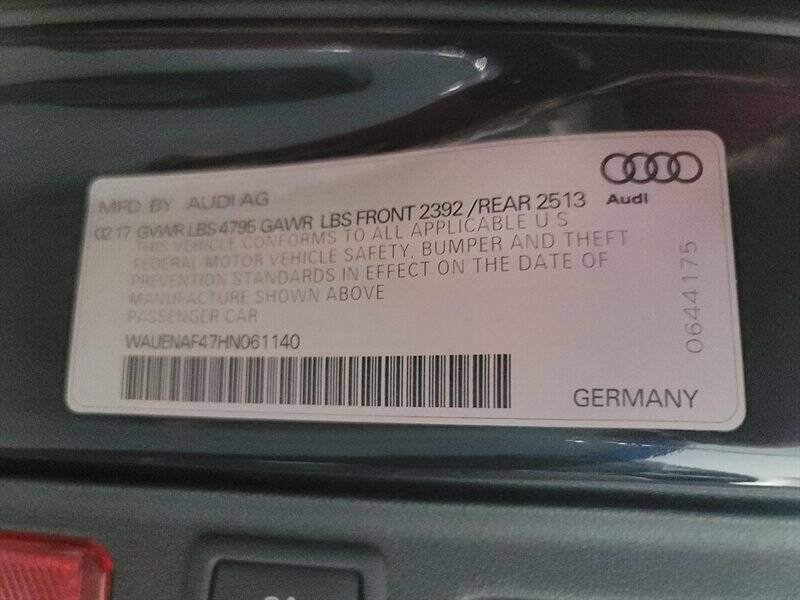 MFD. BY AUDI AG
Audi
02 17 GVWR LBS 4795 GAWR LBS FRONT 2392 /REAR 2513
THIS VEHICLE CONFORMS TO ALL APPLICABLE U S
FEDERAL MOTOR VEHICLE SAFETY, BUMPER AND THEFT
PREVENTION STANDARDS IN EFFECT ON THE DATE OF
MANUFACTURE SHOWN ABOVE
PASSENGER CAR
WAUENAF47HN061140
GERMANY
0644175